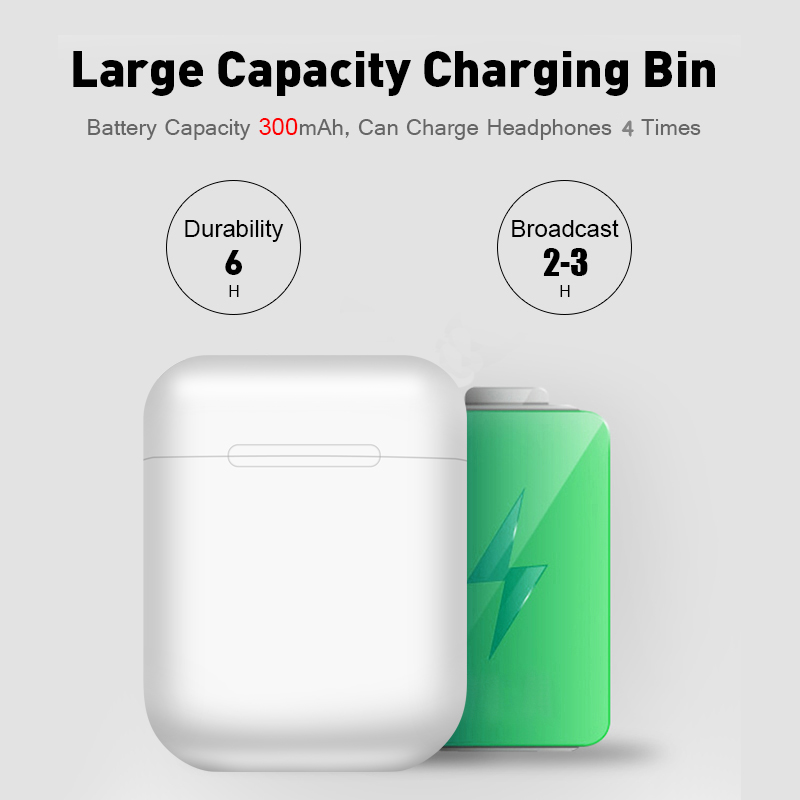 Large Capacity Charging Bin
Battery Capacity 300mAh, Can Charge Headphones 4 Times
Durability
6
H
Broadcast
2-3
H